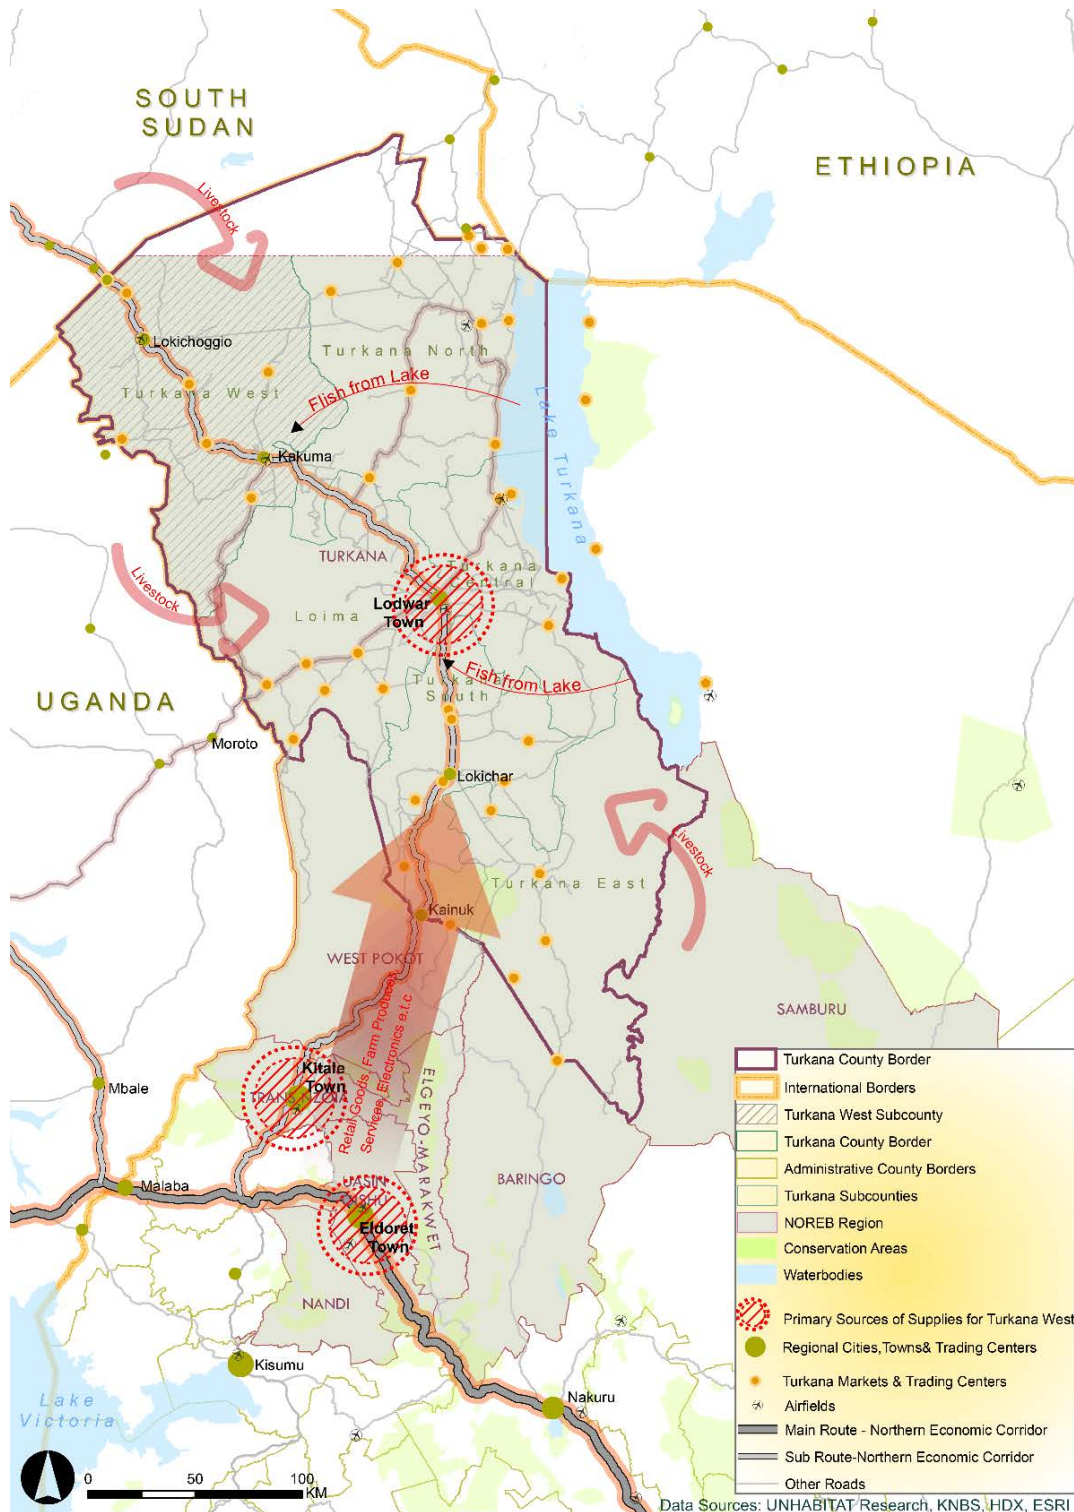 SOUTH
SUDAN
ETHIOPIA
Livestock
Lokichoggio
Turkana North
Turkana West
Flish from Lake
Lake Turkana
Kakuma
TURKANA
Turkana
Central
Livestock
Lodwar
Town
Loima
Fish from Lake
Turkana
South
UGANDA
Moroto
Lokichar
Livestock
Turkana East
Kainuk
WEST POKOT
SAMBURU
Retail Goods, Farm Produces,
Services, Electronics e.t.c
Kitale
Town
TRANS NZOIA
Mbale
ELGEYO-MARAKWET
BARINGO
Malaba
UASIN
GISHU
Eldoret
Town
NANDI
Kisumu
Nakuru
Lake
Victoria
Turkana County Border
International Borders
Turkana West Subcounty
Turkana County Border
Administrative County Borders
Turkana Subcounties
NOREB Region
Conservation Areas
Waterbodies
Primary Sources of Supplies for Turkana West
Regional Cities,Towns& Trading Centers
Turkana Markets & Trading Centers
Airfields
Main Route - Northern Economic Corridor
Sub Route-Northern Economic Corridor
Other Roads
0 50 100
KM
Data Sources: UNHABITAT Research, KNBS, HDX, ESRI